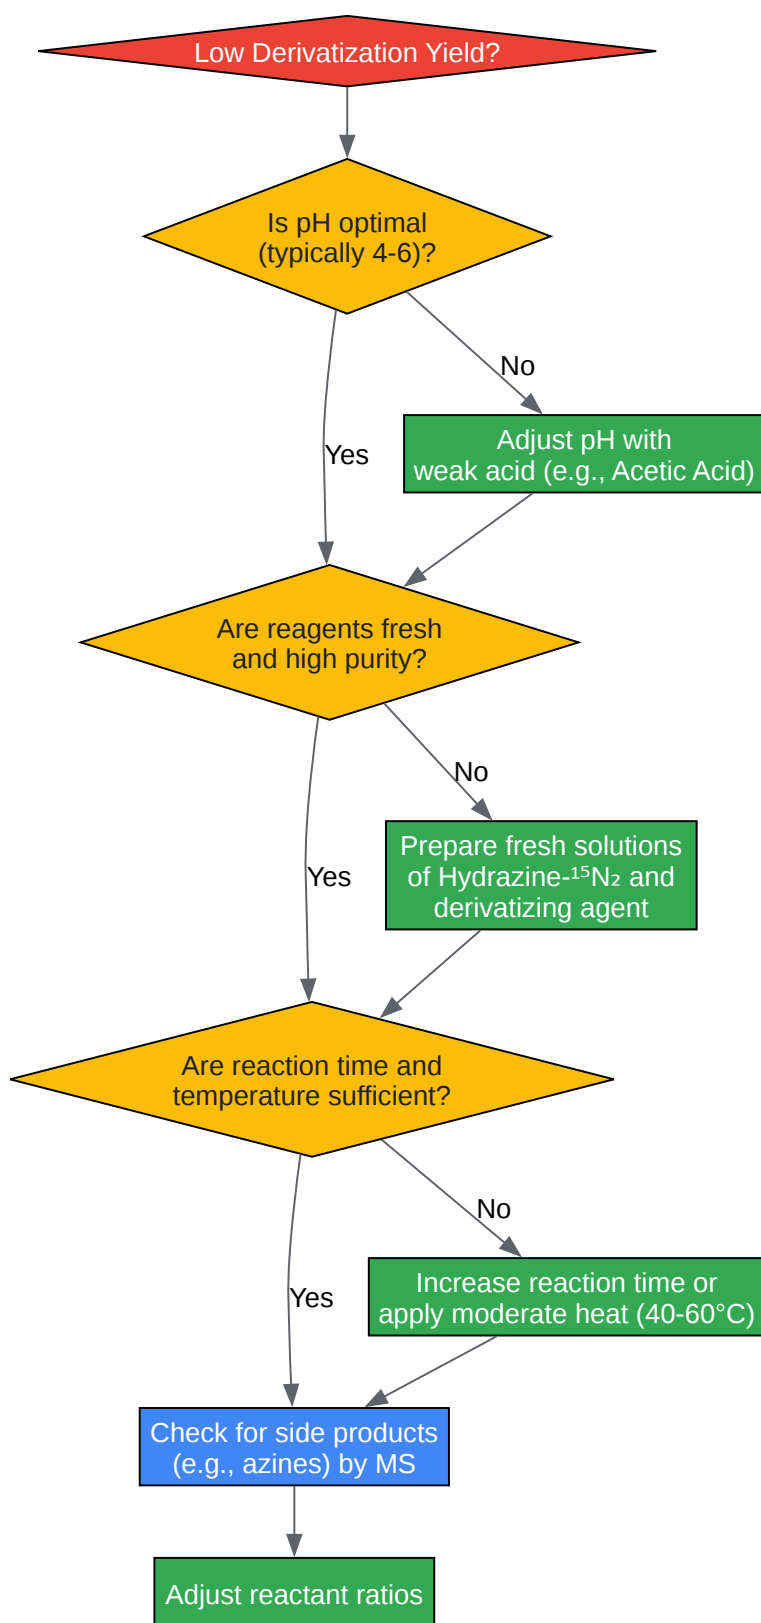 Low Derivatization Yield?
Is pH optimal
(typically 4-6)?
No
Adjust pH with
weak acid (e.g., Acetic Acid)
Yes
Are reagents fresh
and high purity?
No
Prepare fresh solutions
of Hydrazine-¹⁵N₂ and
derivatizing agent
Yes
Are reaction time and
temperature sufficient?
No
Increase reaction time or
apply moderate heat (40-60°C)
Yes
Check for side products
(e.g., azines) by MS
Adjust reactant ratios